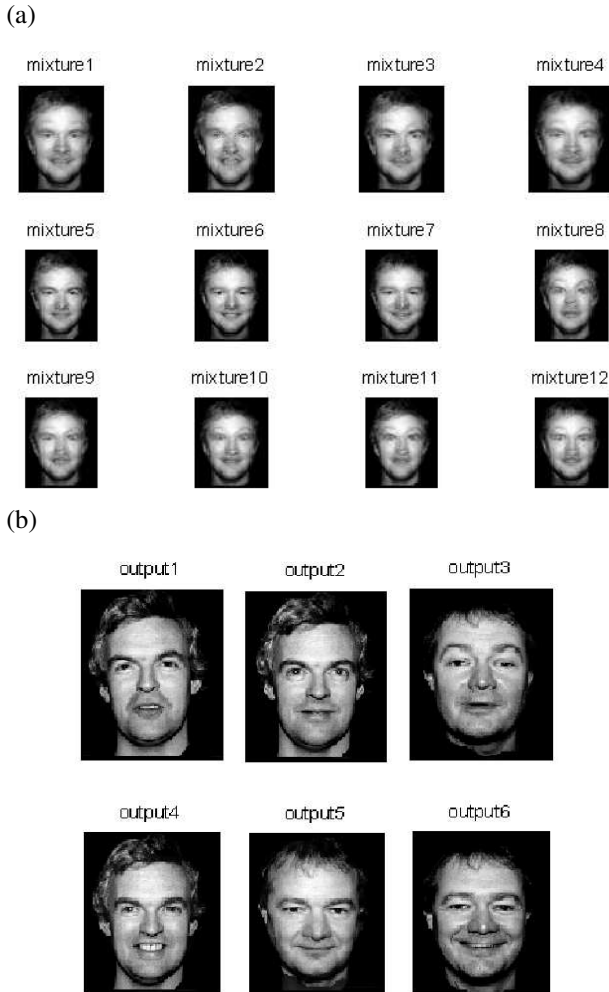 (a)
mixture1 mixture2 mixture3 mixture4
mixture5 mixture6 mixture7 mixture8
mixture9 mixture10 mixture11 mixture12
(b)
output1 output2 output3
output4 output5 output6